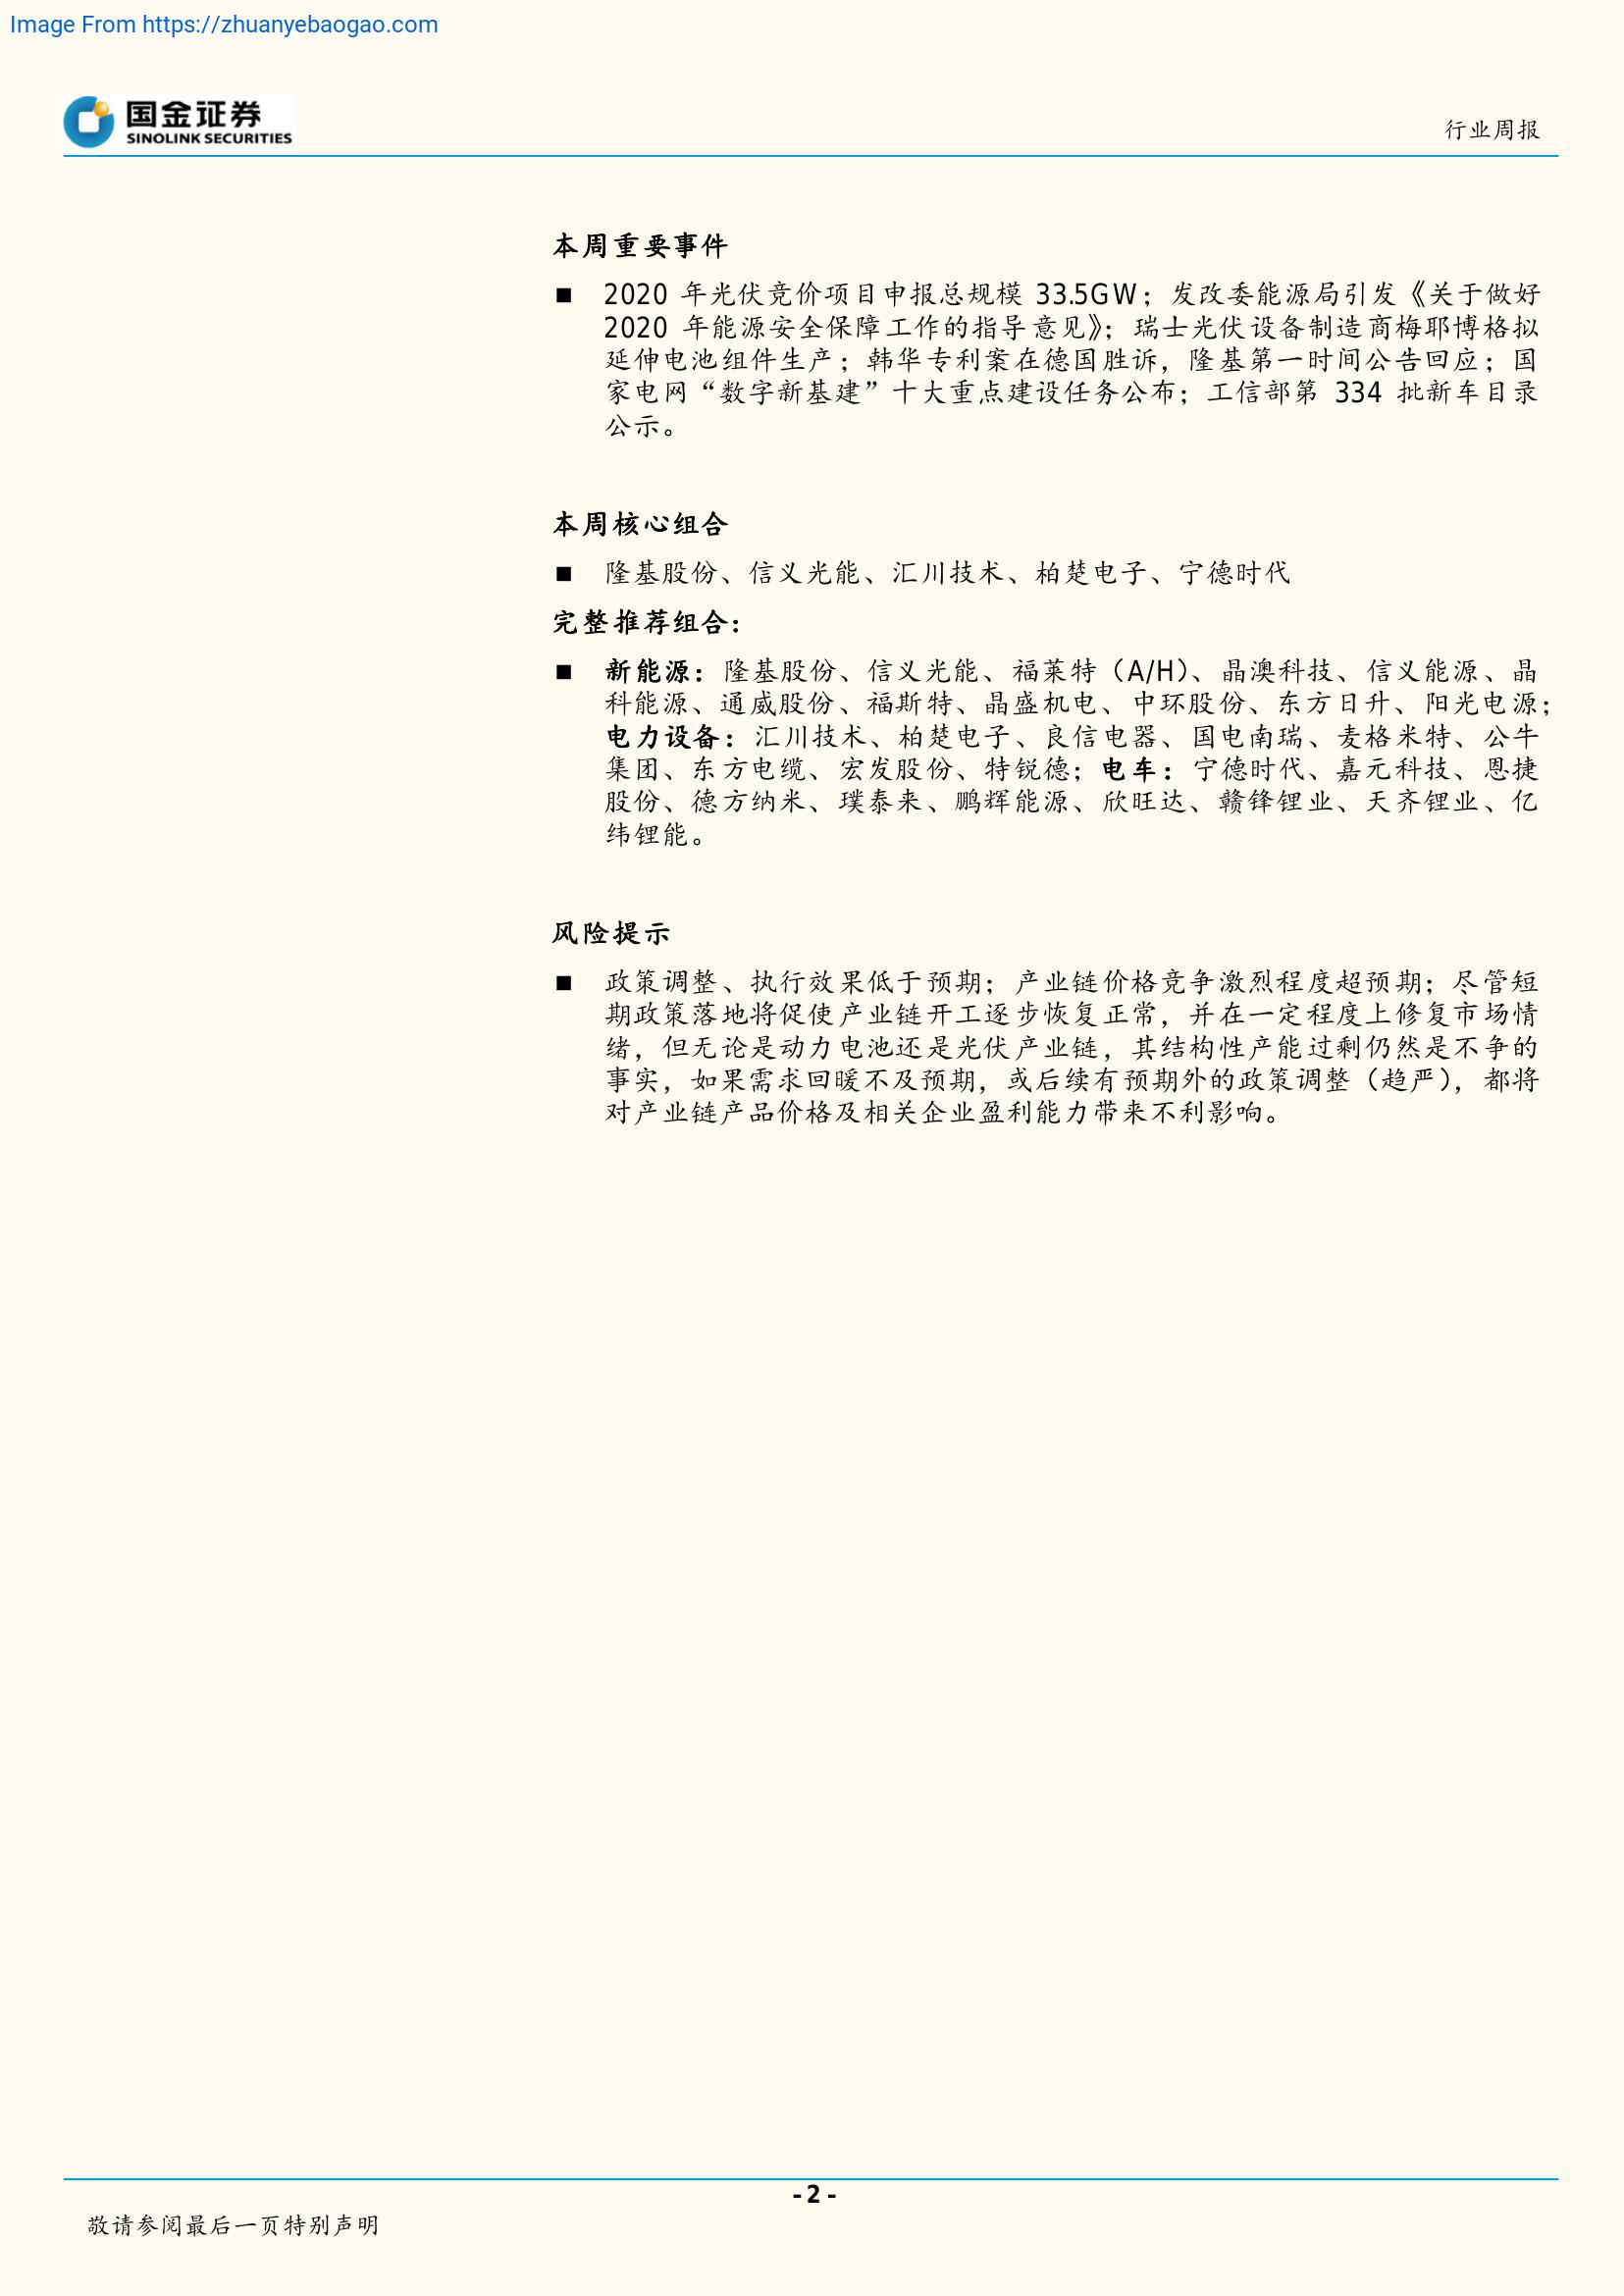 Image From https://zhuanyebaogao.com
国金证券
SINOLINK SECURITIES
行业周报
本周重要事件
■ 2020 年光伏竞价项目申报总规模 33.5GW；发改委能源局引发《关于做好
2020 年能源安全保障工作的指导意见》；瑞士光伏设备制造商梅耶博格拟
延伸电池组件生产；韩华专利案在德国胜诉，隆基第一时间公告回应；国
家电网“数字新基建”十大重点建设任务公布；工信部第 334 批新车目录
公示。
本周核心组合
■ 隆基股份、信义光能、汇川技术、柏楚电子、宁德时代
完整推荐组合：
■ 新能源：隆基股份、信义光能、福莱特（A/H）、晶澳科技、信义能源、晶
科能源、通威股份、福斯特、晶盛机电、中环股份、东方日升、阳光电源；
电力设备：汇川技术、柏楚电子、良信电器、国电南瑞、麦格米特、公牛
集团、东方电缆、宏发股份、特锐德；电车：宁德时代、嘉元科技、恩捷
股份、德方纳米、璞泰来、鹏辉能源、欣旺达、赣锋锂业、天齐锂业、亿
纬锂能。
风险提示
■ 政策调整、执行效果低于预期；产业链价格竞争激烈程度超预期；尽管短
期政策落地将促使产业链开工逐步恢复正常，并在一定程度上修复市场情
绪，但无论是动力电池还是光伏产业链，其结构性产能过剩仍然是不争的
事实，如果需求回暖不及预期，或后续有预期外的政策调整（趋严），都将
对产业链产品价格及相关企业盈利能力带来不利影响。
- 2 -
敬请参阅最后一页特别声明